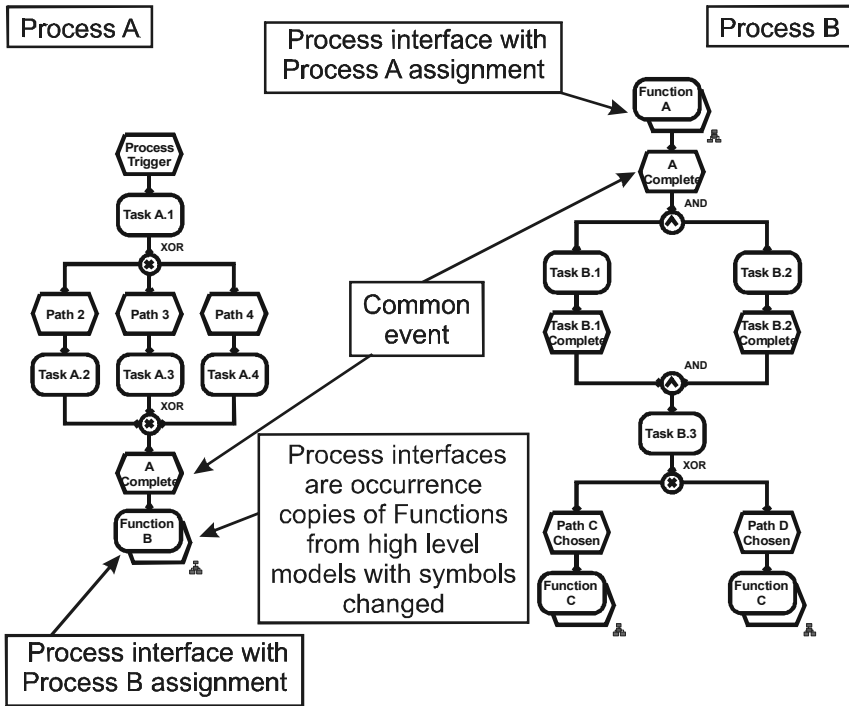 Process A
Process B
Process interface with
Process A assignment
Process
Trigger
Task A.1
XOR
Path 2
Path 3
Path 4
Task A.2
Task A.3
Task A.4
XOR
A
Complete
Function
B
Process interface with
Process B assignment
Common
event
Process interfaces
are occurrence
copies of Functions
from high level
models with symbols
changed
Function
A
A
Complete
AND
Task B.1
Task B.2
Task B.1
Complete
Task B.2
Complete
AND
Task B.3
XOR
Path C
Chosen
Path D
Chosen
Function
C
Function
C